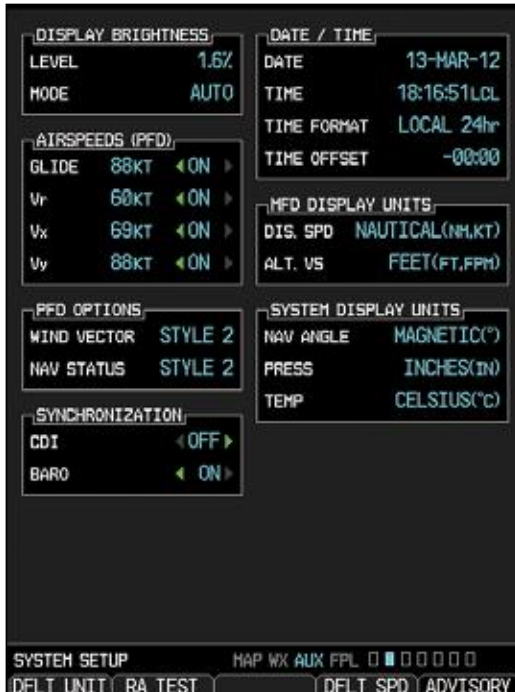 DISPLAY BRIGHTNESS
LEVEL 1.6%
MODE AUTO
AIRSPEEDS (PFD)
GLIDE 88KT ON
Vr 60KT ON
Vx 69KT ON
Vy 88KT ON
PFD OPTIONS
WIND VECTOR STYLE 2
NAV STATUS STYLE 2
SYNCHRONIZATION
CDI OFF
BARO ON
DATE / TIME
DATE 13-MAR-12
TIME 18:16:51LCL
TIME FORMAT LOCAL 24hr
TIME OFFSET -00:00
MFD DISPLAY UNITS
DIS, SPD NAUTICAL(NM,KT)
ALT, VS FEET(FT,FPM)
SYSTEM DISPLAY UNITS
NAV ANGLE MAGNETIC(°)
PRESS INCHES(IN)
TEMP CELSIUS(°C)
SYSTEM SETUP MAP WX AUX FPL
DFLT UNIT RA TEST DFLT SPD ADVISORY